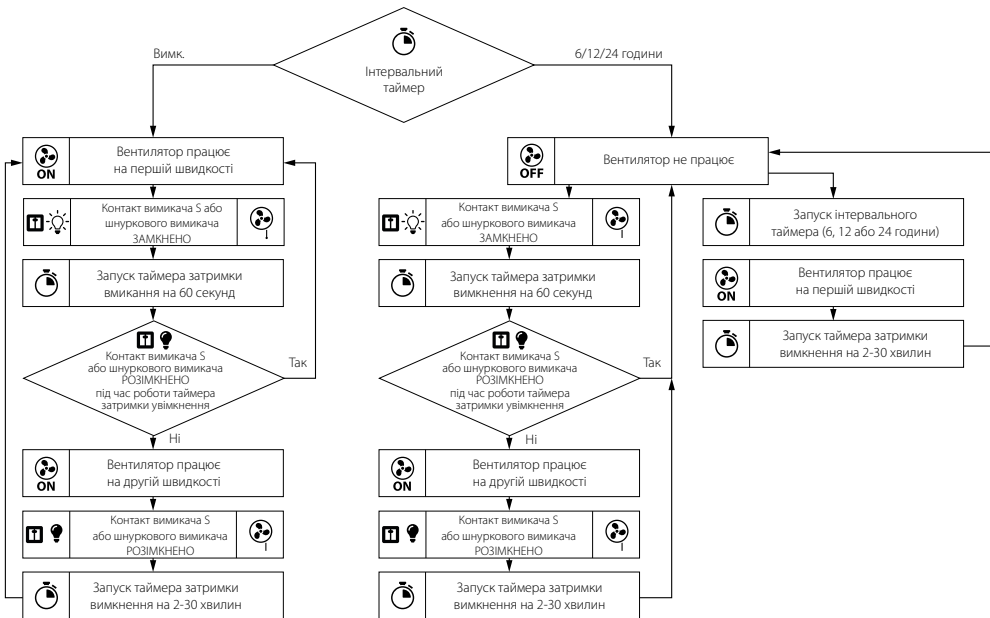 Інтервальний
таймер
Вимк.
6/12/24 години
ON
Вентилятор працює
на першій швидкості
Контакт вимикача S або
шнуркового вимикача
ЗАМКНЕНО
Запуск таймера затримки
вмикання на 60 секунд
Контакт вимикача S
або шнуркового вимикача
РОЗІМКНЕНО
під час роботи таймера
затримки увімкнення
Так
Ні
ON
Вентилятор працює
на другій швидкості
Контакт вимикача S
або шнуркового вимикача
РОЗІМКНЕНО
Запуск таймера затримки
вимкнення на 2-30 хвилин
OFF
Вентилятор не працює
Контакт вимикача S
або шнуркового вимикача
ЗАМКНЕНО
Запуск таймера затримки
вимкнення на 60 секунд
Контакт вимикача S
або шнуркового вимикача
РОЗІМКНЕНО
під час роботи таймера
затримки увімкнення
Так
Ні
ON
Вентилятор працює
на другій швидкості
Контакт вимикача S
або шнуркового вимикача
РОЗІМКНЕНО
Запуск таймера затримки
вимкнення на 2-30 хвилин
Запуск інтервального
таймера (6, 12 або 24 години)
ON
Вентилятор працює
на першій швидкості
Запуск таймера затримки
вимкнення на 2-30 хвилин